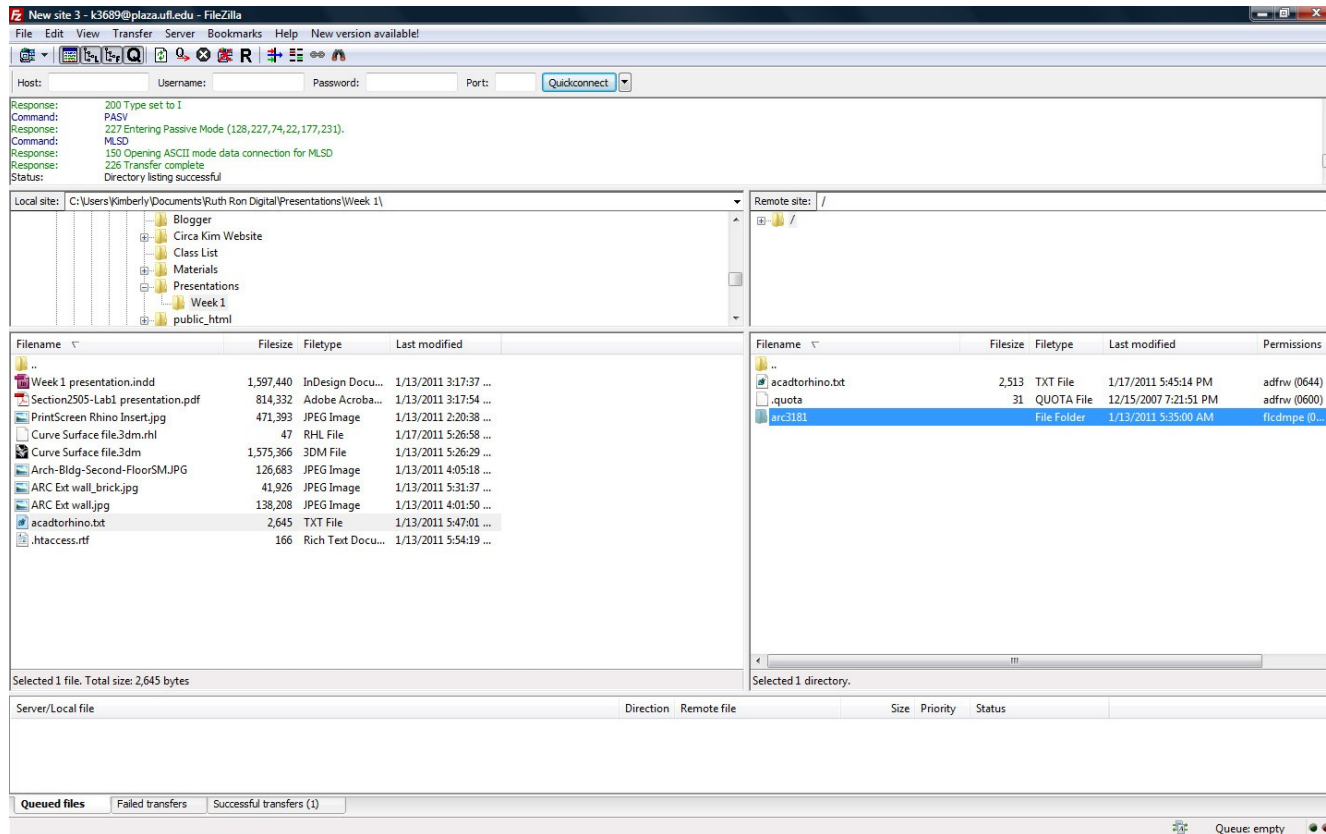 New site 3 - k3689@plaza.ufl.edu - FileZilla
File Edit View Transfer Server Bookmarks Help New version available!
Host: Username: Password: Port: Quickconnect
Response: 200 Type set to I
Command: PASV
Response: 227 Entering Passive Mode (128,227,74,22,177,231).
Command: MLSD
Response: 150 Opening ASCII mode data connection for MLSD
Response: 226 Transfer complete
Status: Directory listing successful
Local site: C:\Users\Kimberly\Documents\Ruth Ron Digital\Presentations\Week 1\
Blogger
Circa Kim Website
Class List
Materials
Presentations
Week 1
public_html
Remote site: /
/
Filename Filesize Filetype Last modified
..
Week 1 presentation.indd 1,597,440 InDesign Docu... 1/13/2011 3:17:37 ...
Section2505-Lab1 presentation.pdf 814,332 Adobe Acroba... 1/13/2011 3:17:54 ...
PrintScreen Rhino Insert.jpg 471,393 JPEG Image 1/13/2011 2:20:38 ...
Curve Surface file.3dm.rhl 47 RHL File 1/17/2011 5:26:58 ...
Curve Surface file.3dm 1,575,366 3DM File 1/13/2011 5:26:29 ...
Arch-Bldg-Second-FloorSM.JPG 126,683 JPEG Image 1/13/2011 4:05:18 ...
ARC Ext wall_brick.jpg 41,926 JPEG Image 1/13/2011 5:31:37 ...
ARC Ext wall.jpg 138,208 JPEG Image 1/13/2011 4:01:50 ...
acadtorhino.txt 2,645 TXT File 1/13/2011 5:47:01 ...
.htaccess.rtf 166 Rich Text Docu... 1/13/2011 5:54:19 ...
Selected 1 file. Total size: 2,645 bytes
Filename Filesize Filetype Last modified Permissions
..
acadtorhino.txt 2,513 TXT File 1/17/2011 5:45:14 PM adfrw (0644)
.quota 31 QUOTA File 12/15/2007 7:21:51 PM adfrw (0600)
arc3181 File Folder 1/13/2011 5:35:00 AM flcdmpe (0...
Selected 1 directory.
Server/Local file Direction Remote file Size Priority Status
Queued files Failed transfers Successful transfers (1)
Queue: empty